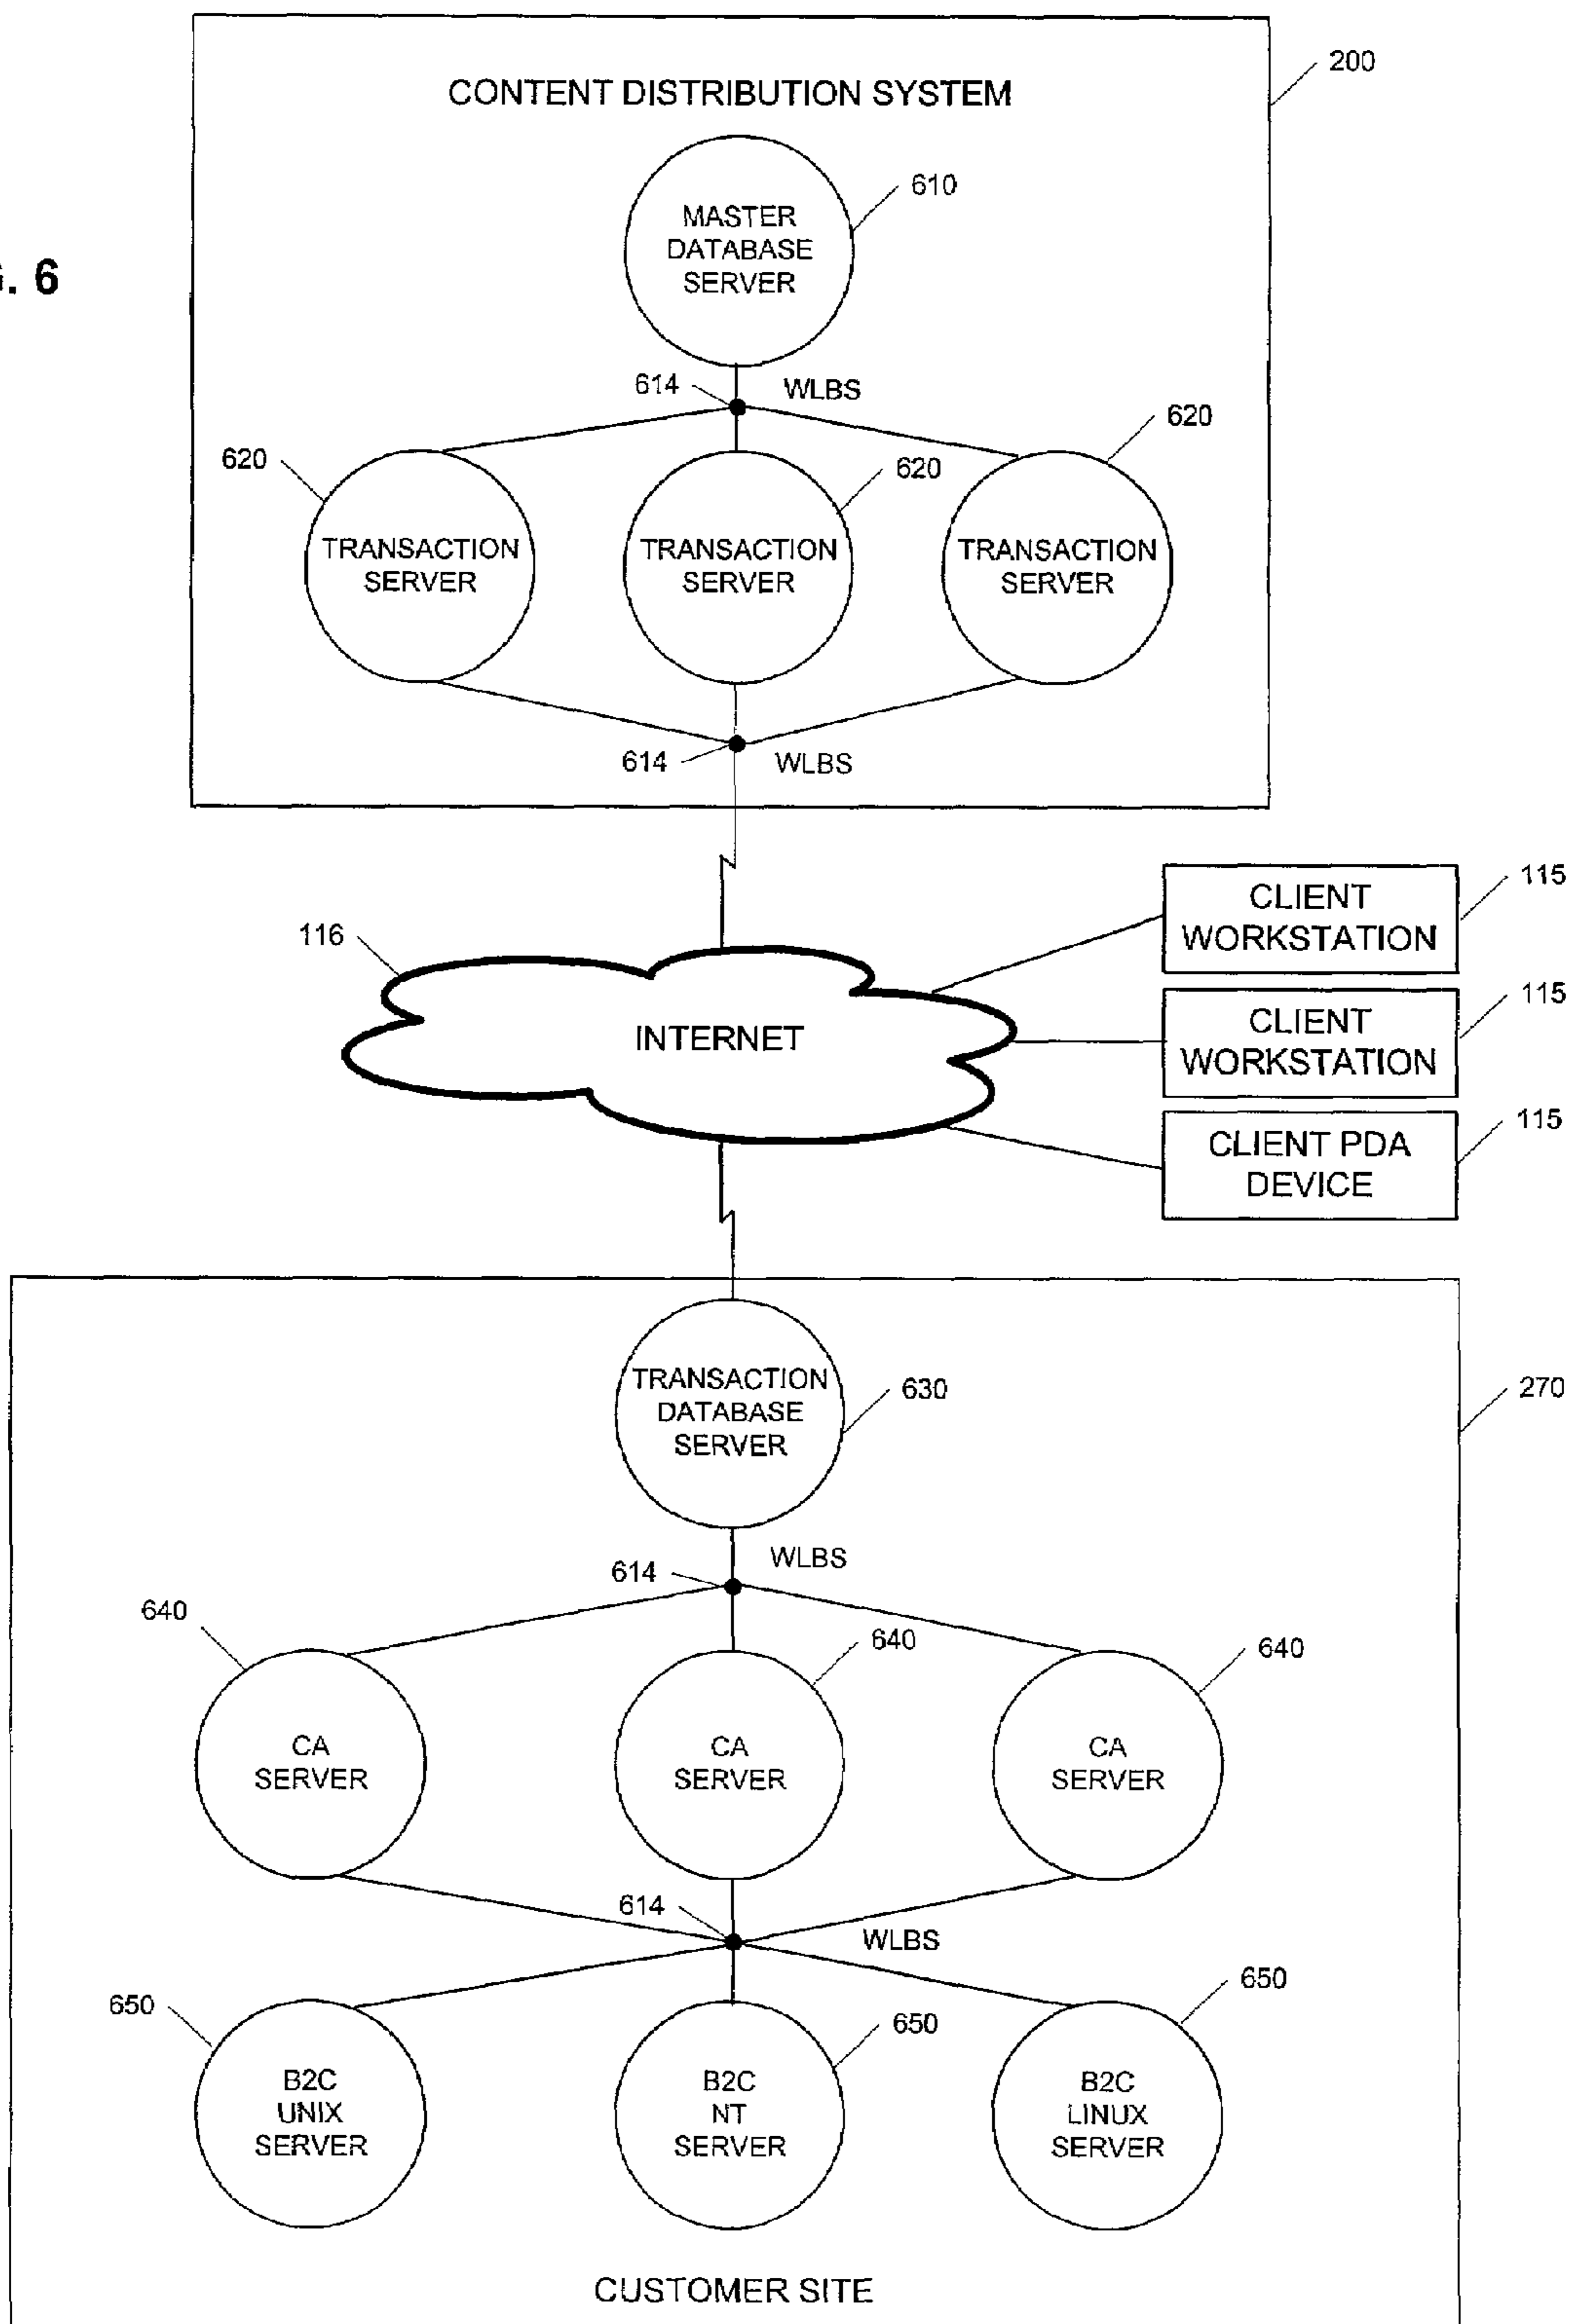 200
CONTENT DISTRIBUTION SYSTEM
610
MASTER
DATABASE
SERVER
G. 6
614
WLBS
620
620
620
TRANSACTION
SERVER
TRANSACTION
SERVER
TRANSACTION
SERVER
614
WLBS
115
CLIENT
WORKSTATION
116
115
CLIENT
WORKSTATION
INTERNET
115
CLIENT PDA
DEVICE
270
TRANSACTION
DATABASE
SERVER
630
WLBS
614
640
640
640
CA
SERVER
CA
SERVER
CA
SERVER
614
WLBS
650
650
650
B2C
UNIX
SERVER
B2C
NT
SERVER
B2C
LINUX
SERVER
CUSTOMER SITE